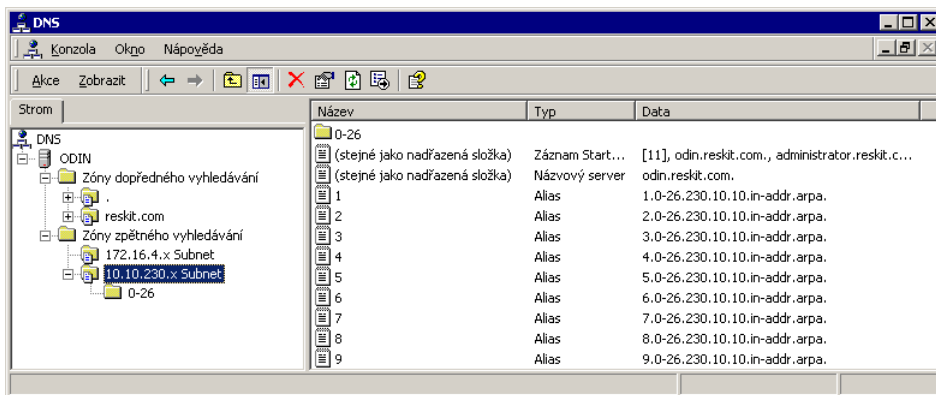 DNS
Konzola Okno Nápověda
Akce Zobrazit
Strom
Název Typ Data
DNS
ODIN
Zóny dopředného vyhledávání
.
reskit.com
Zóny zpětného vyhledávání
172.16.4.x Subnet
10.10.230.x Subnet
0-26
0-26
(stejné jako nadřazená složka) Záznam Start... [11], odin.reskit.com., administrator.reskit.c...
(stejné jako nadřazená složka) Názvový server odin.reskit.com.
1 Alias 1.0-26.230.10.10.in-addr.arpa.
2 Alias 2.0-26.230.10.10.in-addr.arpa.
3 Alias 3.0-26.230.10.10.in-addr.arpa.
4 Alias 4.0-26.230.10.10.in-addr.arpa.
5 Alias 5.0-26.230.10.10.in-addr.arpa.
6 Alias 6.0-26.230.10.10.in-addr.arpa.
7 Alias 7.0-26.230.10.10.in-addr.arpa.
8 Alias 8.0-26.230.10.10.in-addr.arpa.
9 Alias 9.0-26.230.10.10.in-addr.arpa.